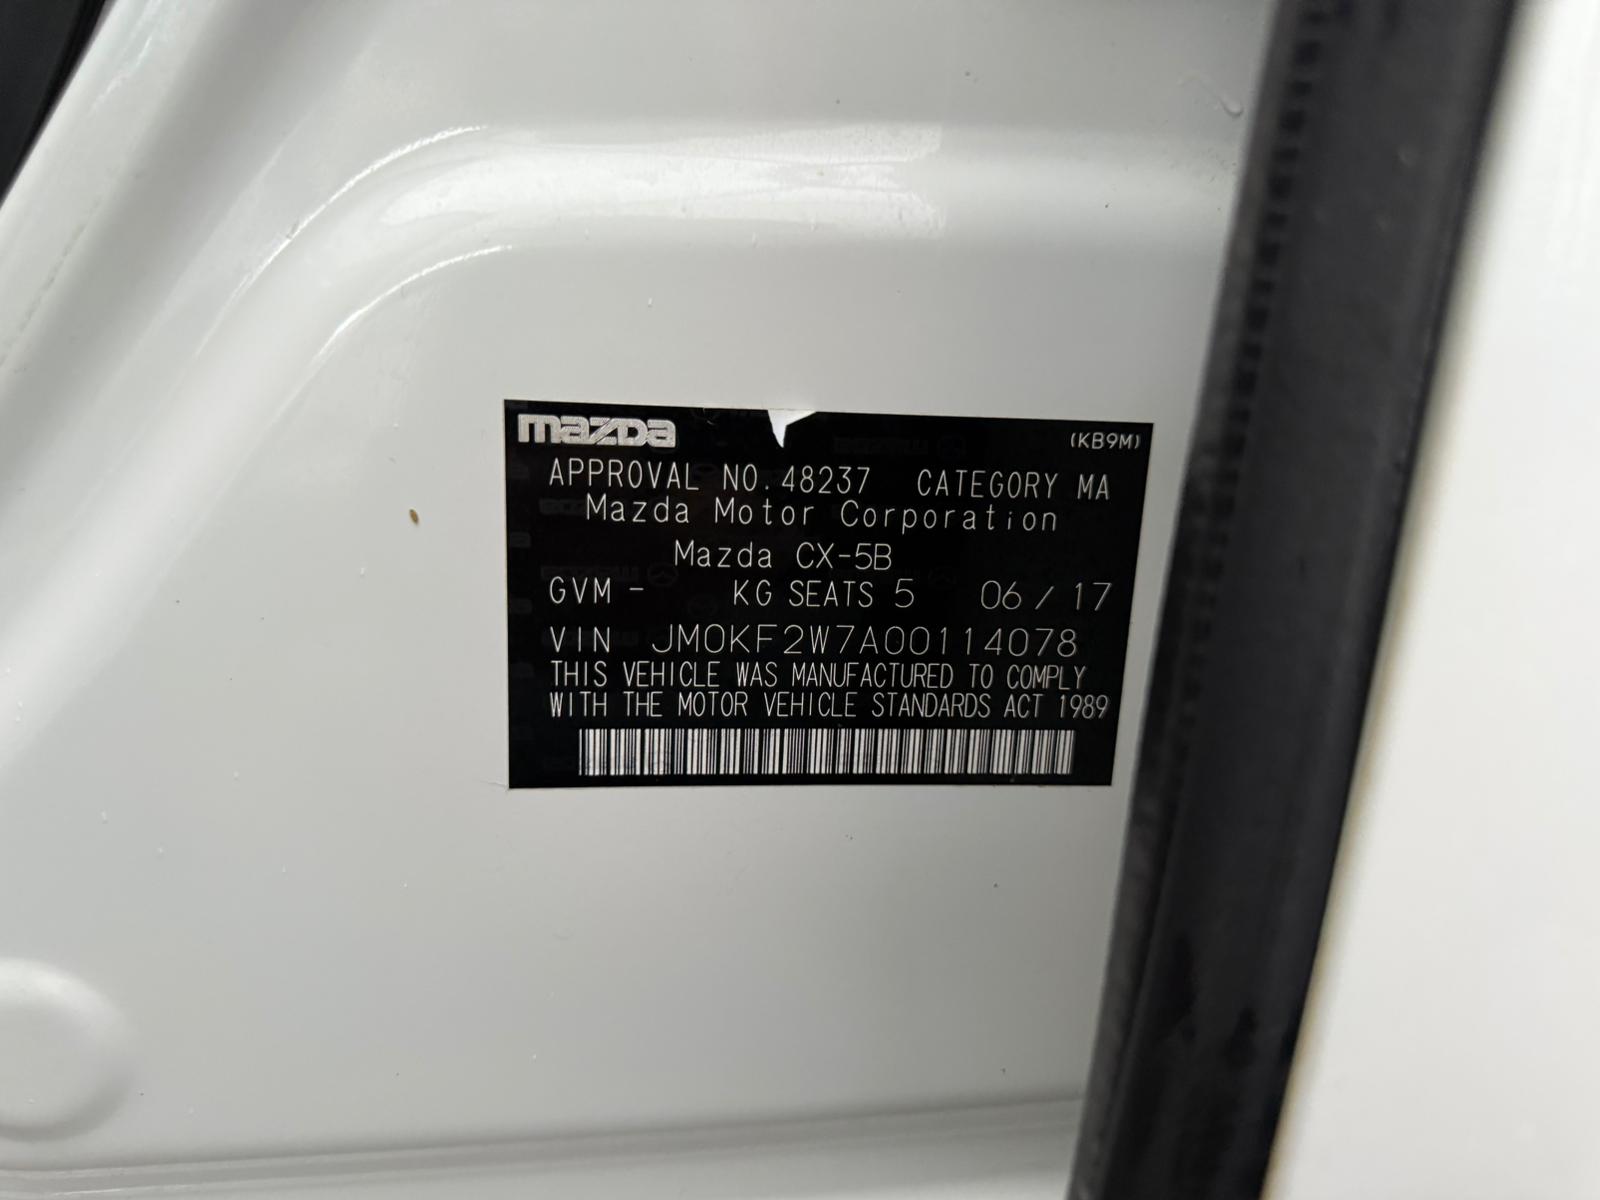 mazda
(KB9M)
APPROVAL NO. 48237 CATEGORY MA
Mazda Motor Corporation
Mazda CX-5B
GVM - KG SEATS 5 06 / 17
VIN JM0KF2W7A00114078
THIS VEHICLE WAS MANUFACTURED TO COMPLY
WITH THE MOTOR VEHICLE STANDARDS ACT 1989